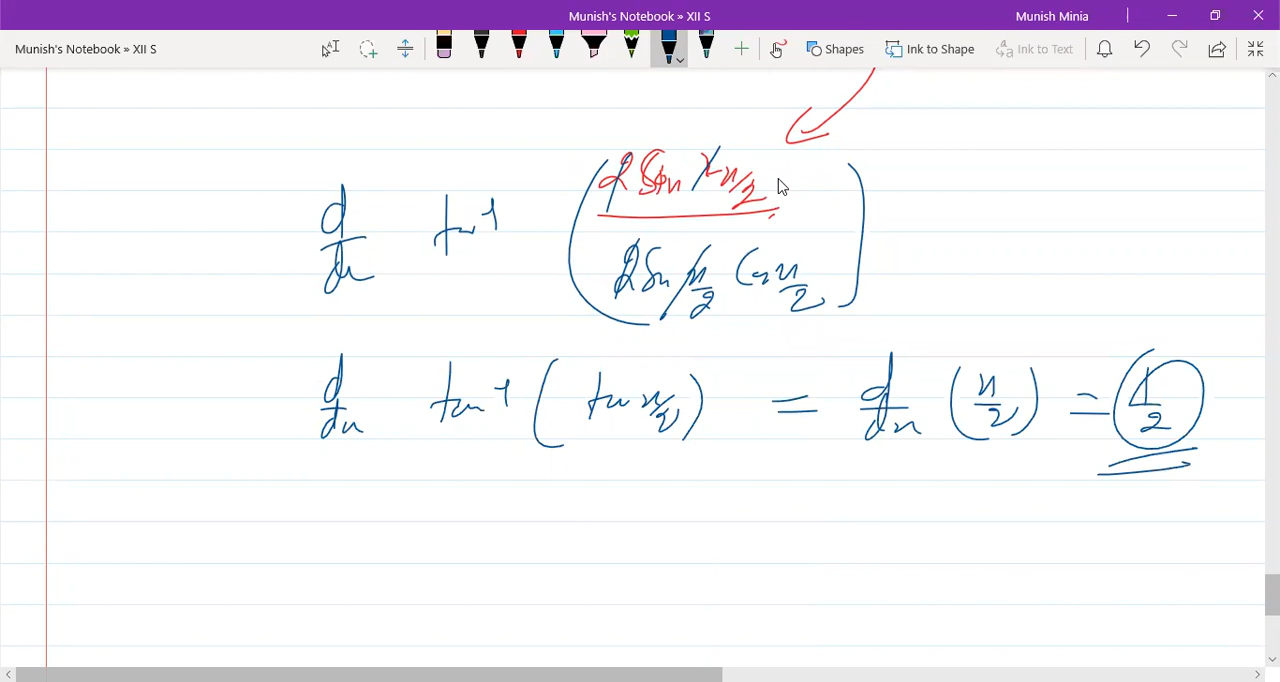 Munish's Notebook » XII S
Munish Minia
Munish's Notebook » XII S
Shapes
Ink to Shape
Ink to Text
d/dx tan⁻¹ (2 Sin² x/2 / 2 Sin x/2 Cos x/2)
d/dx tan⁻¹ (tan x/2) = d/dx (x/2) = 1/2